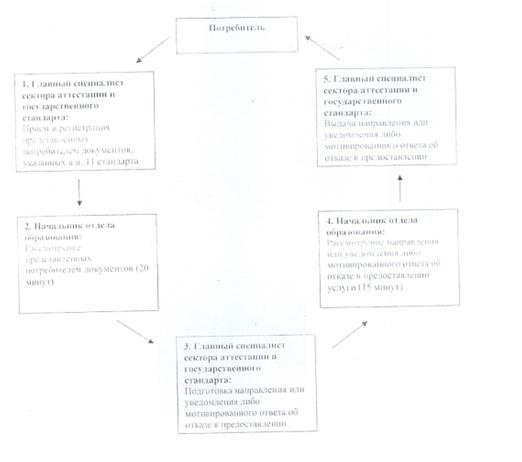 Потребитель
1. Главный специалист
сектора аттестации и
государственного
стандарта:
Прием и регистрация
представленных
потребителем документов,
указанных в п. 11 стандарта
2. Начальник отдела
образования:
Рассмотрение
представленных
потребителем документов (20
минут)
3. Главный специалист
сектора аттестации и
государственного
стандарта:
Подготовка направления или
уведомления либо
мотивированного ответа об
отказе в предоставлении
4. Начальник отдела
образования:
Рассмотрение направления
или уведомления либо
мотивированного ответа об
отказе в предоставлении
услуги (15 минут)
5. Главный специалист
сектора аттестации и
государственного
стандарта:
Выдача направления или
уведомления либо
мотивированного ответа об
отказе в предоставлении